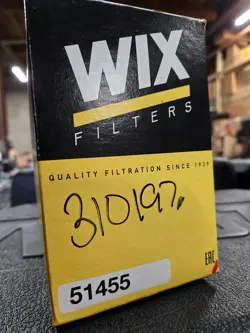 WIX
FILTERS
QUALITY FILTRATION SINCE 1939
310197
51455
EAC